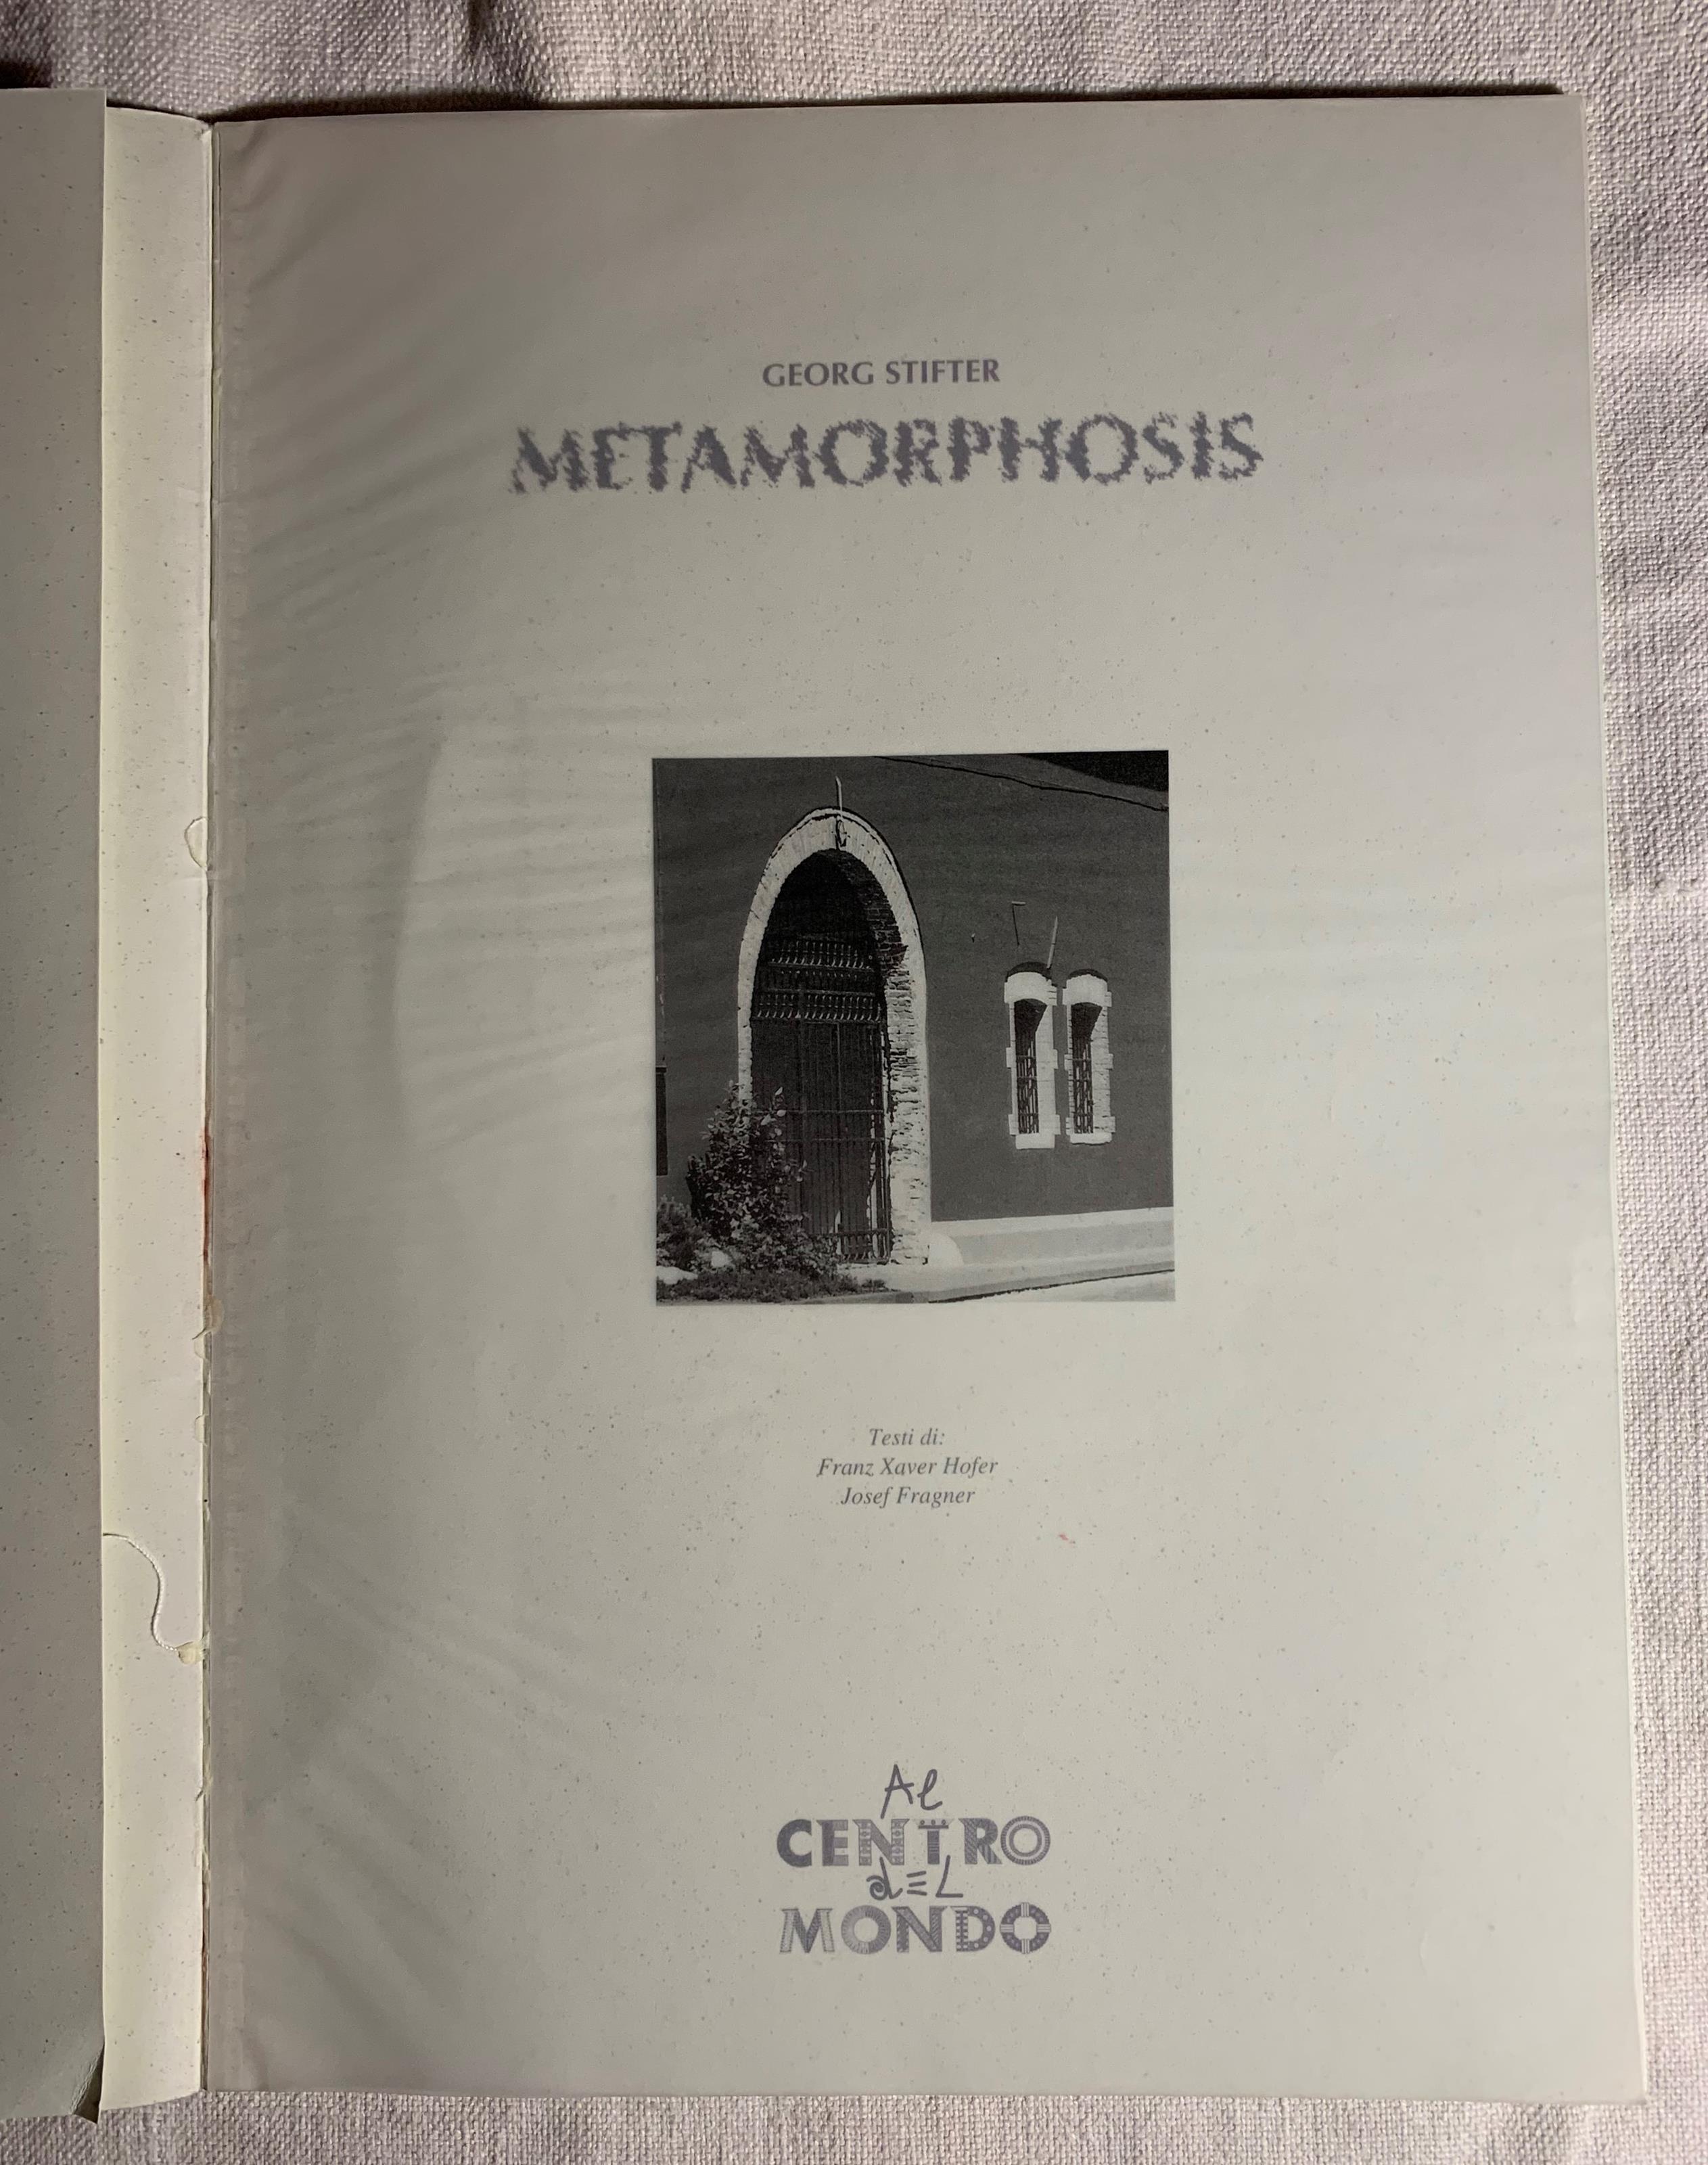 GEORG STIFTER
METAMORPHOSIS
Testi di:
Franz Xaver Hofer
Josef Fragner
Al
CENTRO
dEL
MONDO